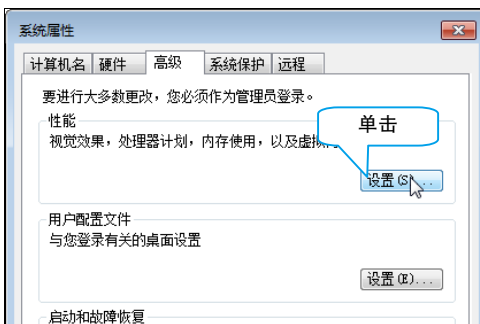 系统属性
计算机名 硬件 高级 系统保护 远程
要进行大多数更改，您必须作为管理员登录。
性能
单击
视觉效果，处理器计划，内存使用，以及虚拟
设置(S)...
用户配置文件
与您登录有关的桌面设置
设置(E)...
启动和故障恢复